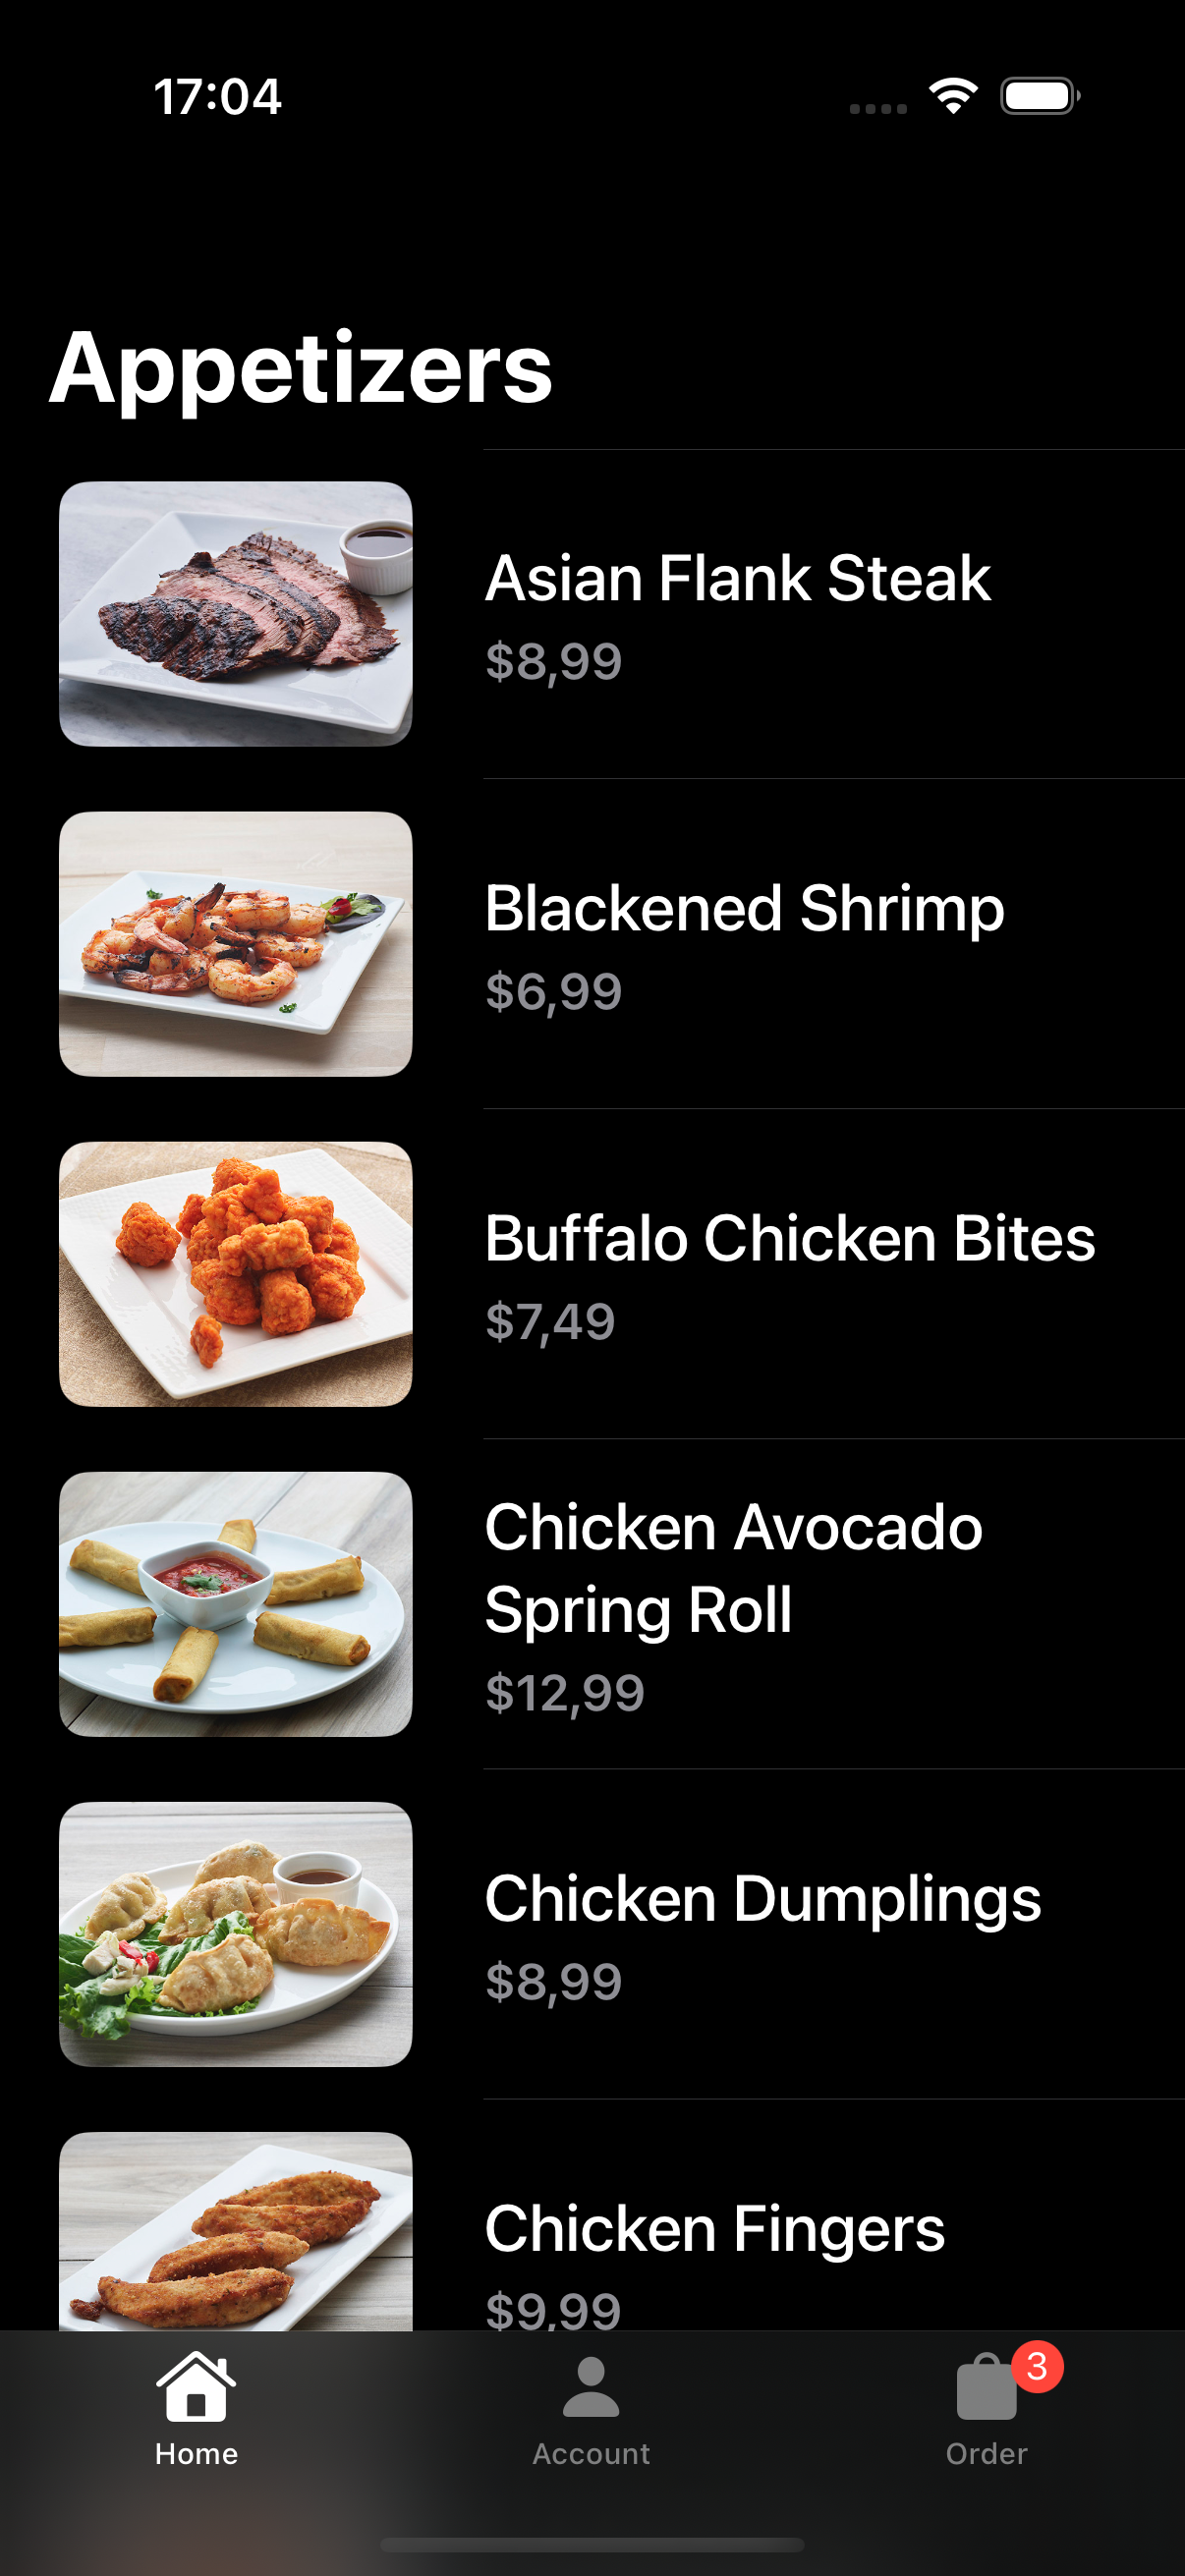 17:04
Appetizers
Asian Flank Steak
$8,99
Blackened Shrimp
$6,99
Buffalo Chicken Bites
$7,49
Chicken Avocado
Spring Roll
$12,99
Chicken Dumplings
$8,99
Chicken Fingers
$9,99
3
Home
Account
Order